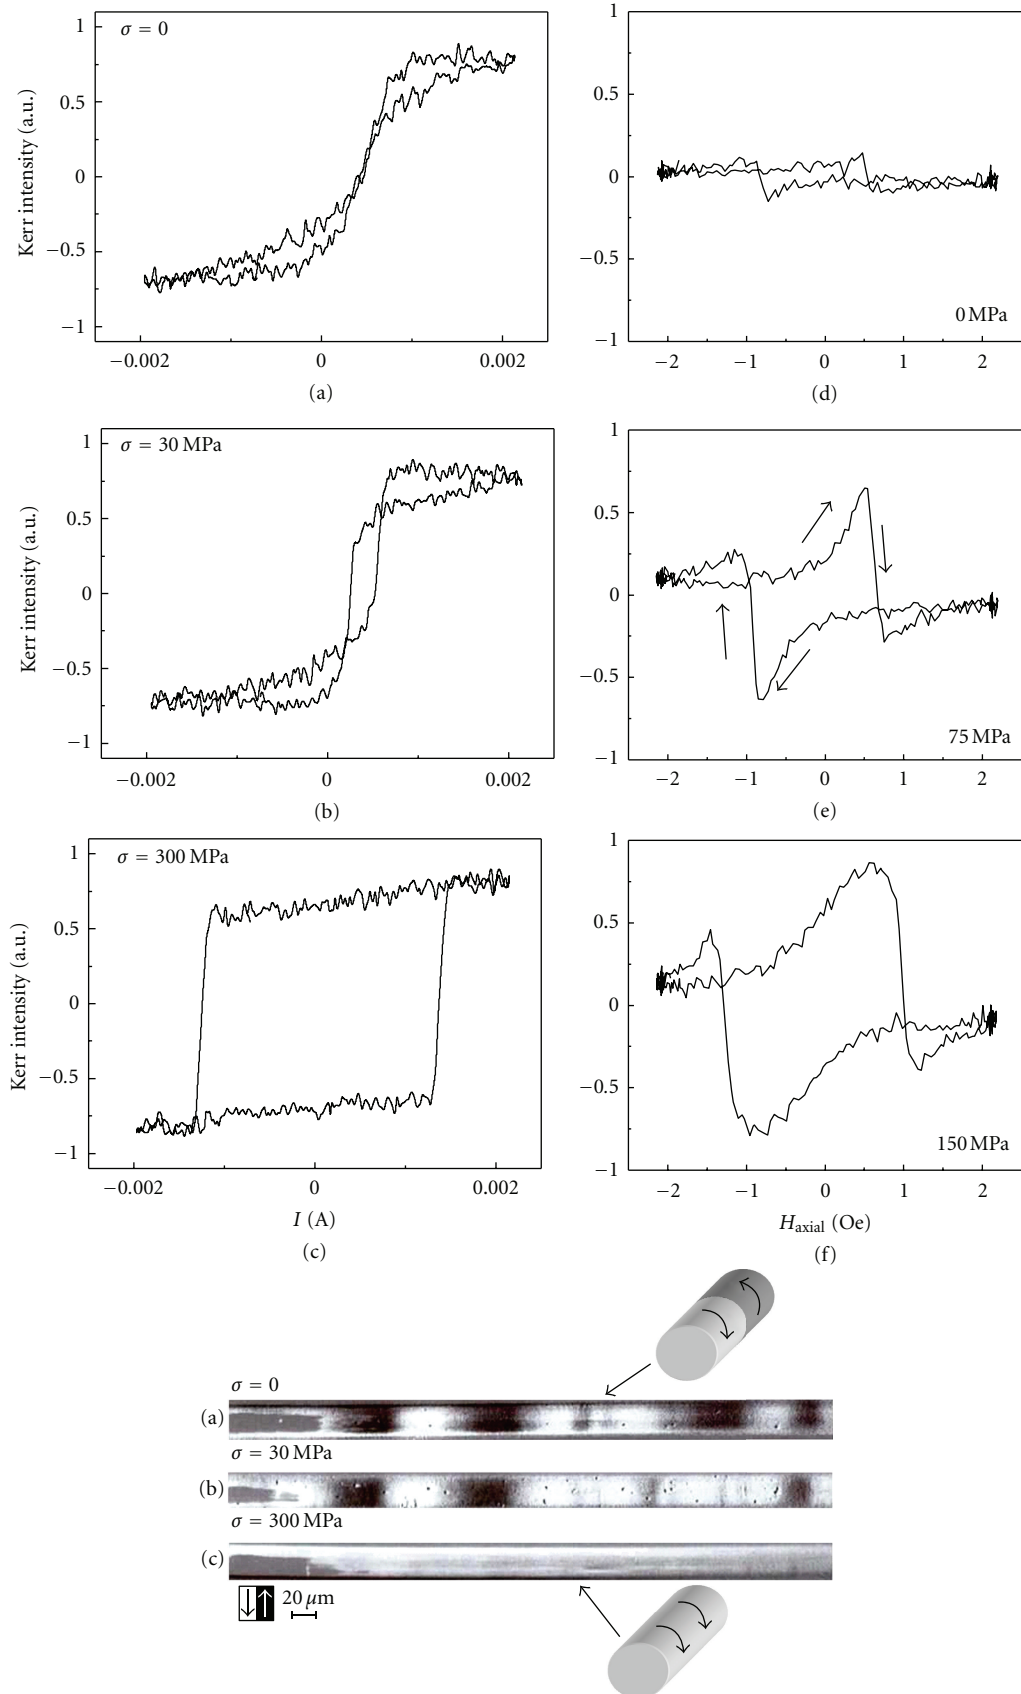 1
0.5
0
−0.5
−1
Kerr intensity (a.u.)
σ = 0
−0.002
0
0.002
(a)
1
0.5
0
−0.5
−1
0 MPa
−2
−1
0
1
2
(d)
1
0.5
0
−0.5
−1
Kerr intensity (a.u.)
σ = 30 MPa
−0.002
0
0.002
(b)
1
0.5
0
−0.5
−1
75 MPa
−2
−1
0
1
2
(e)
1
0.5
0
−0.5
−1
Kerr intensity (a.u.)
σ = 300 MPa
−0.002
0
0.002
I (A)
(c)
1
0.5
0
−0.5
−1
150 MPa
−2
−1
0
1
2
Haxial (Oe)
(f)
σ = 0
(a)
σ = 30 MPa
(b)
σ = 300 MPa
(c)
20 μm